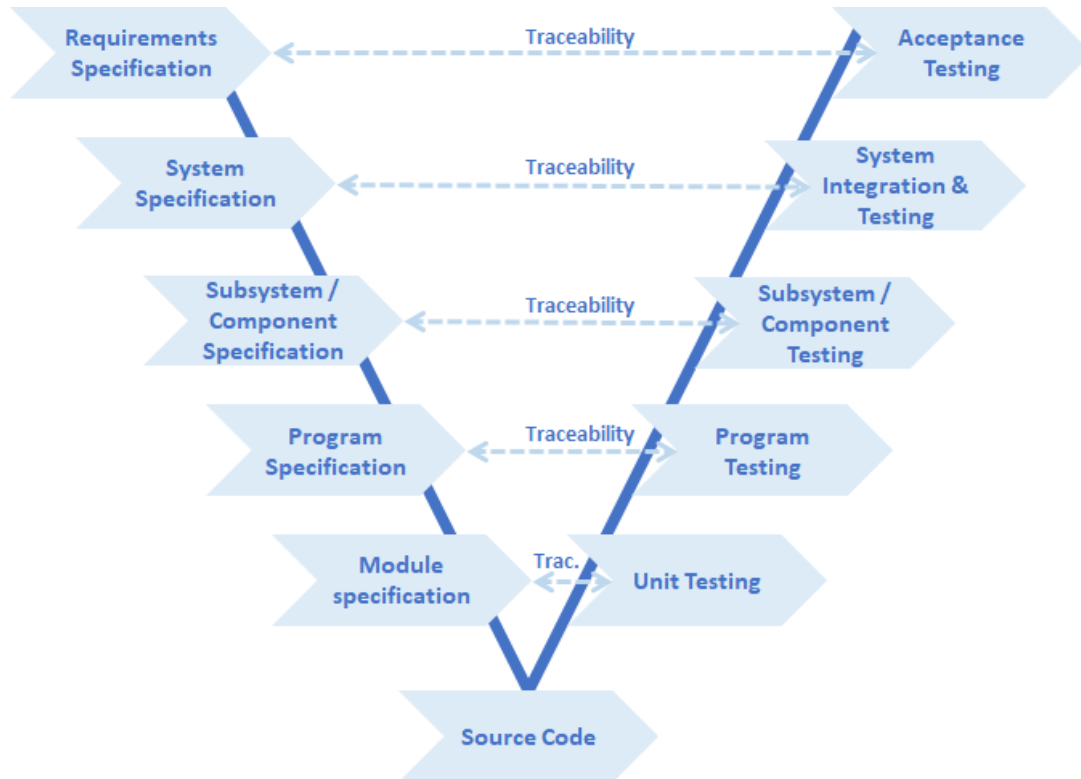 Requirements
Specification
Traceability
Acceptance
Testing
System
Specification
Traceability
System
Integration &
Testing
Subsystem /
Component
Specification
Traceability
Subsystem /
Component
Testing
Program
Specification
Traceability
Program
Testing
Module
specification
Trac.
Unit Testing
Source Code